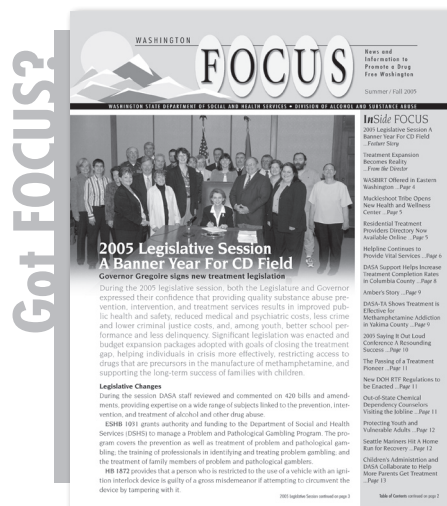 Got FOCUS?
WASHINGTON
FOCUS
News and
Information to
Promote a Drug
Free Washington
Summer / Fall 2005
WASHINGTON STATE DEPARTMENT OF SOCIAL AND HEALTH SERVICES • DIVISION OF ALCOHOL AND SUBSTANCE ABUSE
2005 Legislative Session
A Banner Year For CD Field
Governor Gregoire signs new treatment legislation
During the 2005 legislative session, both the Legislature and Governor
expressed their confidence that providing quality substance abuse pre-
vention, intervention, and treatment services results in improved pub-
lic health and safety, reduced medical and psychiatric costs, less crime
and lower criminal justice costs, and, among youth, better school per-
formance and less delinquency. Significant legislation was enacted and
budget expansion packages adopted with goals of closing the treatment
gap, helping individuals in crisis more effectively, restricting access to
drugs that are precursors in the manufacture of methamphetamine, and
supporting the long-term success of families with children.
Legislative Changes
During the session DASA staff reviewed and commented on 420 bills and amend-
ments, providing expertise on a wide range of subjects linked to the prevention, inter-
vention, and treatment of alcohol and other drug abuse.
ESHB 1031 grants authority and funding to the Department of Social and Health
Services (DSHS) to manage a Problem and Pathological Gambling Program. The pro-
gram covers the prevention as well as treatment of problem and pathological gam-
bling; the training of professionals in identifying and treating problem gambling; and
the treatment of family members of problem and pathological gamblers.
HB 1872 provides that a person who is restricted to the use of a vehicle with an igni-
tion interlock device is guilty of a gross misdemeanor if attempting to circumvent the
device by tampering with it.
2005 Legislative Session continued on page 3
InSide FOCUS
2005 Legislative Session A
Banner Year For CD Field
...Feature Story
Treatment Expansion
Becomes Reality
...From the Director
WASBIRT Offered in Eastern
Washington ...Page 4
Muckleshoot Tribe Opens
New Health and Wellness
Center ...Page 5
Residential Treatment
Providers Directory Now
Available Online ...Page 5
Helpline Continues to
Provide Vital Services ...Page 6
DASA Support Helps Increase
Treatment Completion Rates
In Columbia County ...Page 8
Amber's Story ...Page 9
DASA-TA Shows Treatment Is
Effective for
Methamphetamine Addiction
in Yakima County ...Page 9
2005 Saying It Out Loud
Conference A Resounding
Success ...Page 10
The Passing of a Treatment
Pioneer ...Page 11
New DOH RTF Regulations to
be Enacted ...Page 11
Out-of-State Chemical
Dependency Counselors
Visiting the Jobline ...Page 11
Protecting Youth and
Vulnerable Adults ...Page 12
Seattle Mariners Hit A Home
Run for Recovery ...Page 12
Children's Administration and
DASA Collaborate to Help
More Parents Get Treatment
...Page 13
Table of Contents continued on page 2